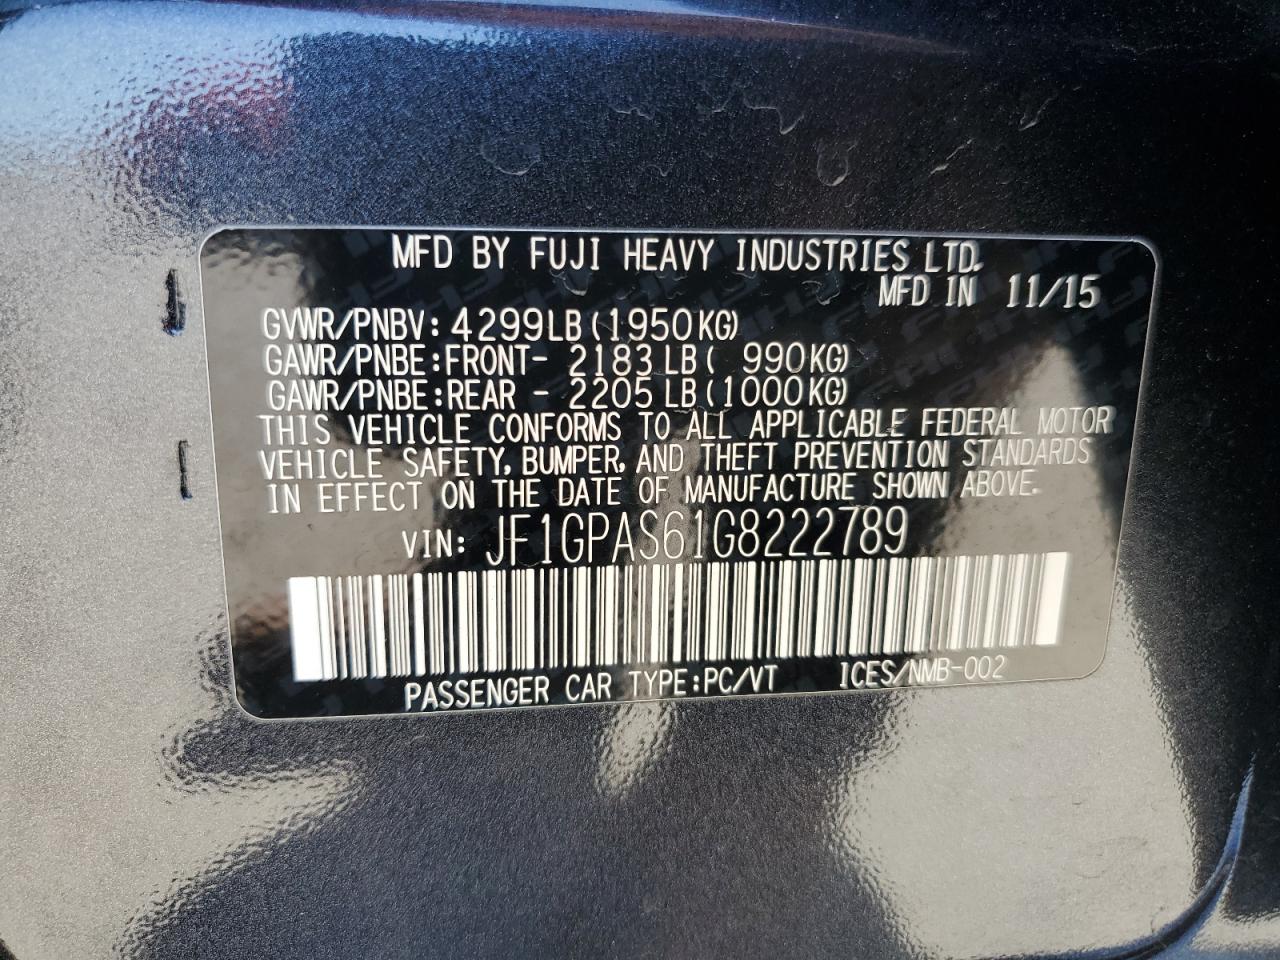 MFD BY FUJI HEAVY INDUSTRIES LTD.
MFD IN 11/15
GVWR/PNBV: 4299LB (1950KG)
GAWR/PNBE:FRONT- 2183 LB ( 990KG)
GAWR/PNBE:REAR - 2205 LB (1000KG)
THIS VEHICLE CONFORMS TO ALL APPLICABLE FEDERAL MOTOR
VEHICLE SAFETY, BUMPER, AND THEFT PREVENTION STANDARDS
IN EFFECT ON THE DATE OF MANUFACTURE SHOWN ABOVE.
VIN: JF1GPAS61G8222789
PASSENGER CAR TYPE:PC/VT ICES/NMB-002